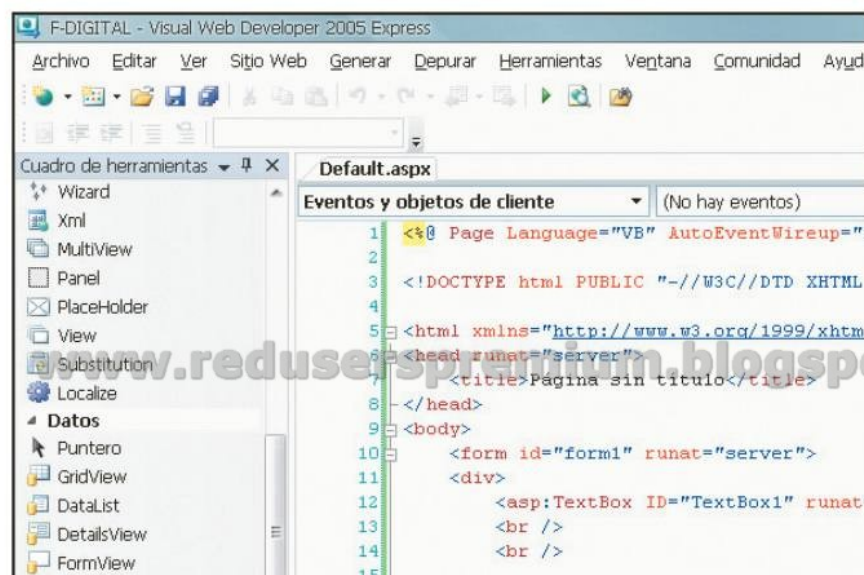 F-DIGITAL - Visual Web Developer 2005 Express
Archivo Editar Ver Sitio Web Generar Depurar Herramientas Ventana Comunidad Ayud
Cuadro de herramientas
Wizard
Xml
MultiView
Panel
PlaceHolder
View
Substitution
Localize
Datos
Puntero
GridView
DataList
DetailsView
FormView
Default.aspx
Eventos y objetos de cliente (No hay eventos)
1 <%@ Page Language="VB" AutoEventWireup="
2
3 <!DOCTYPE html PUBLIC "-//W3C//DTD XHTML
4
5 <html xmlns="http://www.w3.org/1999/xhtm
6 <head runat="server">
7 <title>Página sin título</title>
8 </head>
9 <body>
10 <form id="form1" runat="server">
11 <div>
12 <asp:TextBox ID="TextBox1" runat
13 <br />
14 <br />
15
www.reduserspremium.blogspo